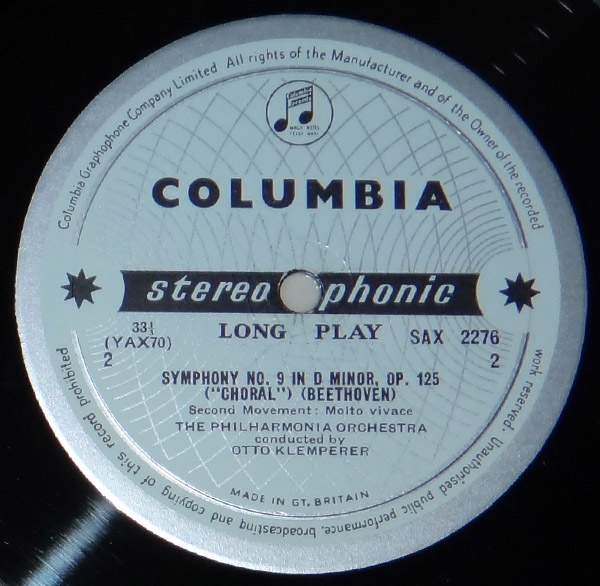 Columbia Graphophone Company Limited All rights of the Manufacturer and of the Owner of the recorded
work reserved. Unauthorised public performance, broadcasting and copying of this record prohibited
Columbia
Records
COLUMBIA
stereophonic
33⅓
LONG PLAY
SAX 2276
(YAX70)
2
2
SYMPHONY NO. 9 IN D MINOR, OP. 125
("CHORAL") (BEETHOVEN)
Second Movement: Molto vivace
THE PHILHARMONIA ORCHESTRA
conducted by
OTTO KLEMPERER
MADE IN GT. BRITAIN